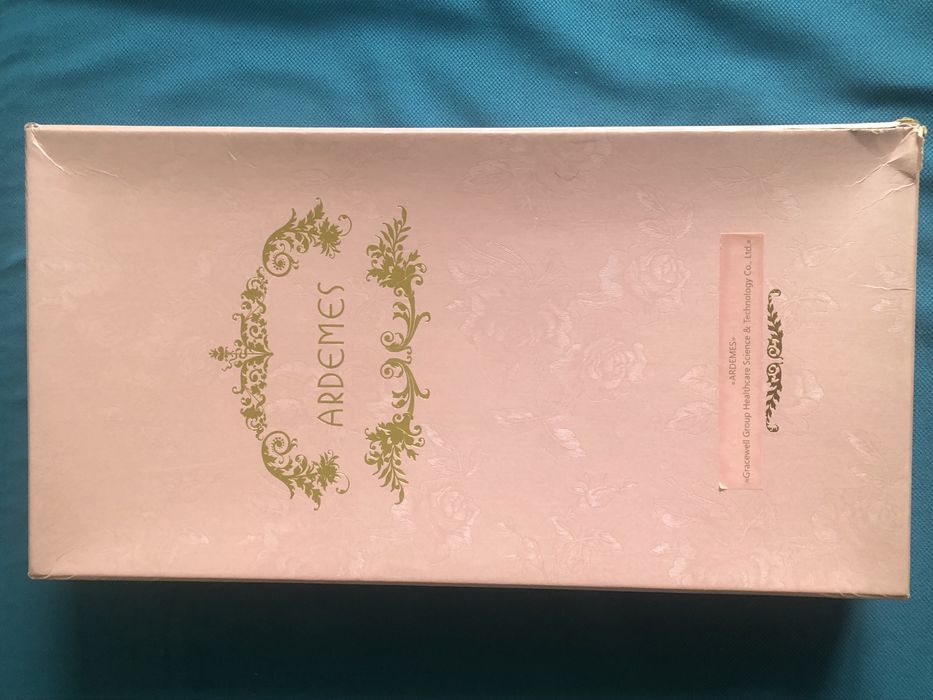 ARDEMES
«ARDEMES»
«Gracewell Group Healthcare Science & Technology Co., Ltd.»